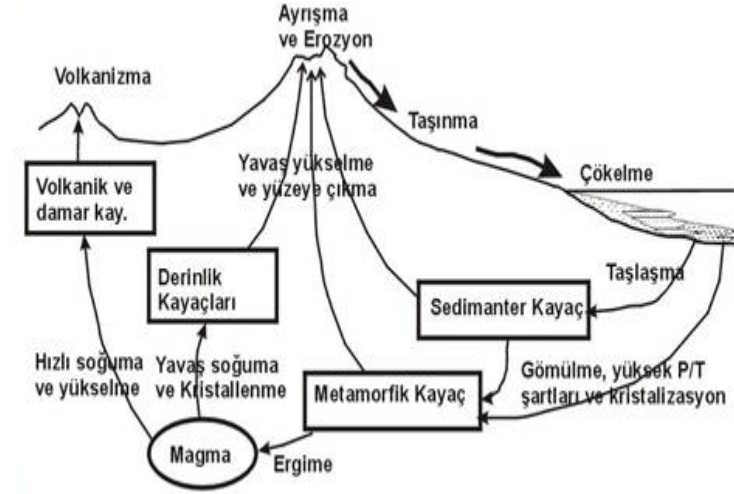 Ayrışma
ve Erozyon
Volkanizma
Taşınma
Yavaş yükselme
ve yüzeye çıkma
Çökelme
Volkanik ve
damar kay.
Derinlik
Kayaçları
Taşlaşma
Sedimanter Kayaç
Hızlı soğuma
ve yükselme
Yavaş soğuma
ve Kristallenme
Metamorfik Kayaç
Gömülme, yüksek P/T
şartları ve kristalizasyon
Magma
Ergime